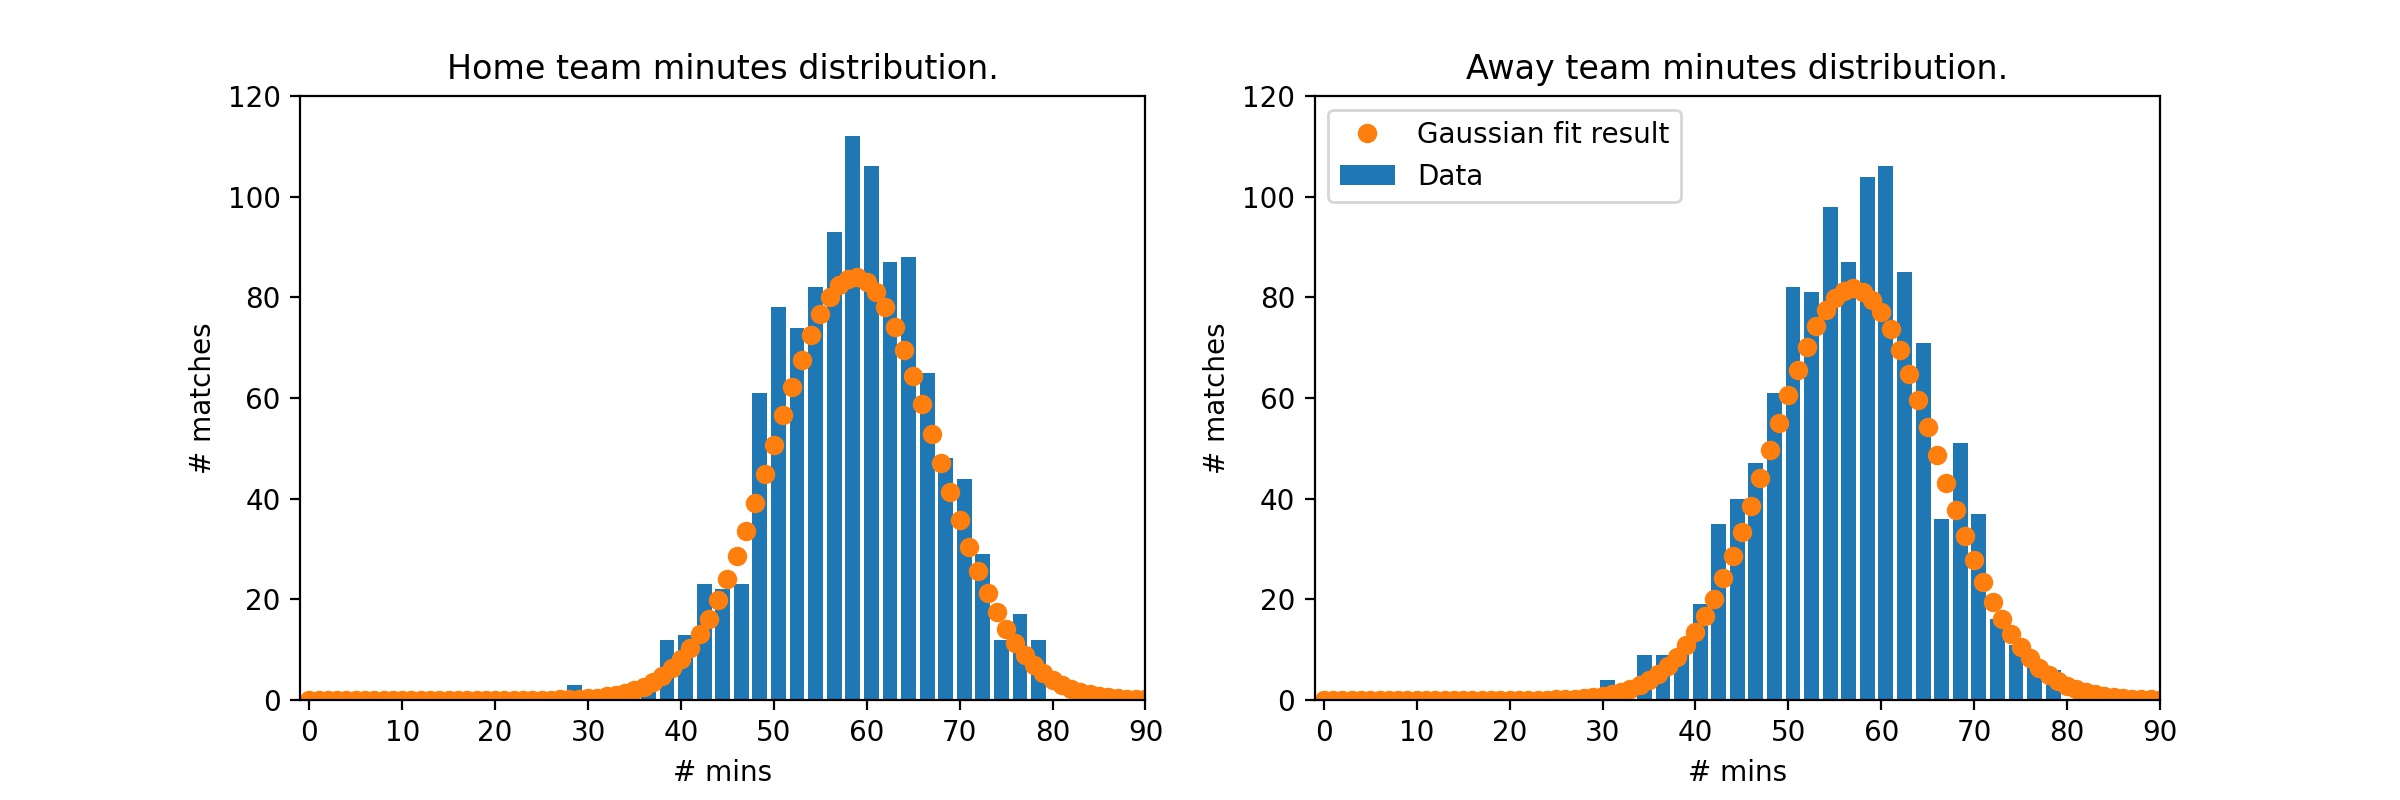 Home team minutes distribution.
120
100
80
60
40
20
0
# matches
0 10 20 30 40 50 60 70 80 90
# mins
Away team minutes distribution.
Gaussian fit result
Data
120
100
80
60
40
20
0
# matches
0 10 20 30 40 50 60 70 80 90
# mins